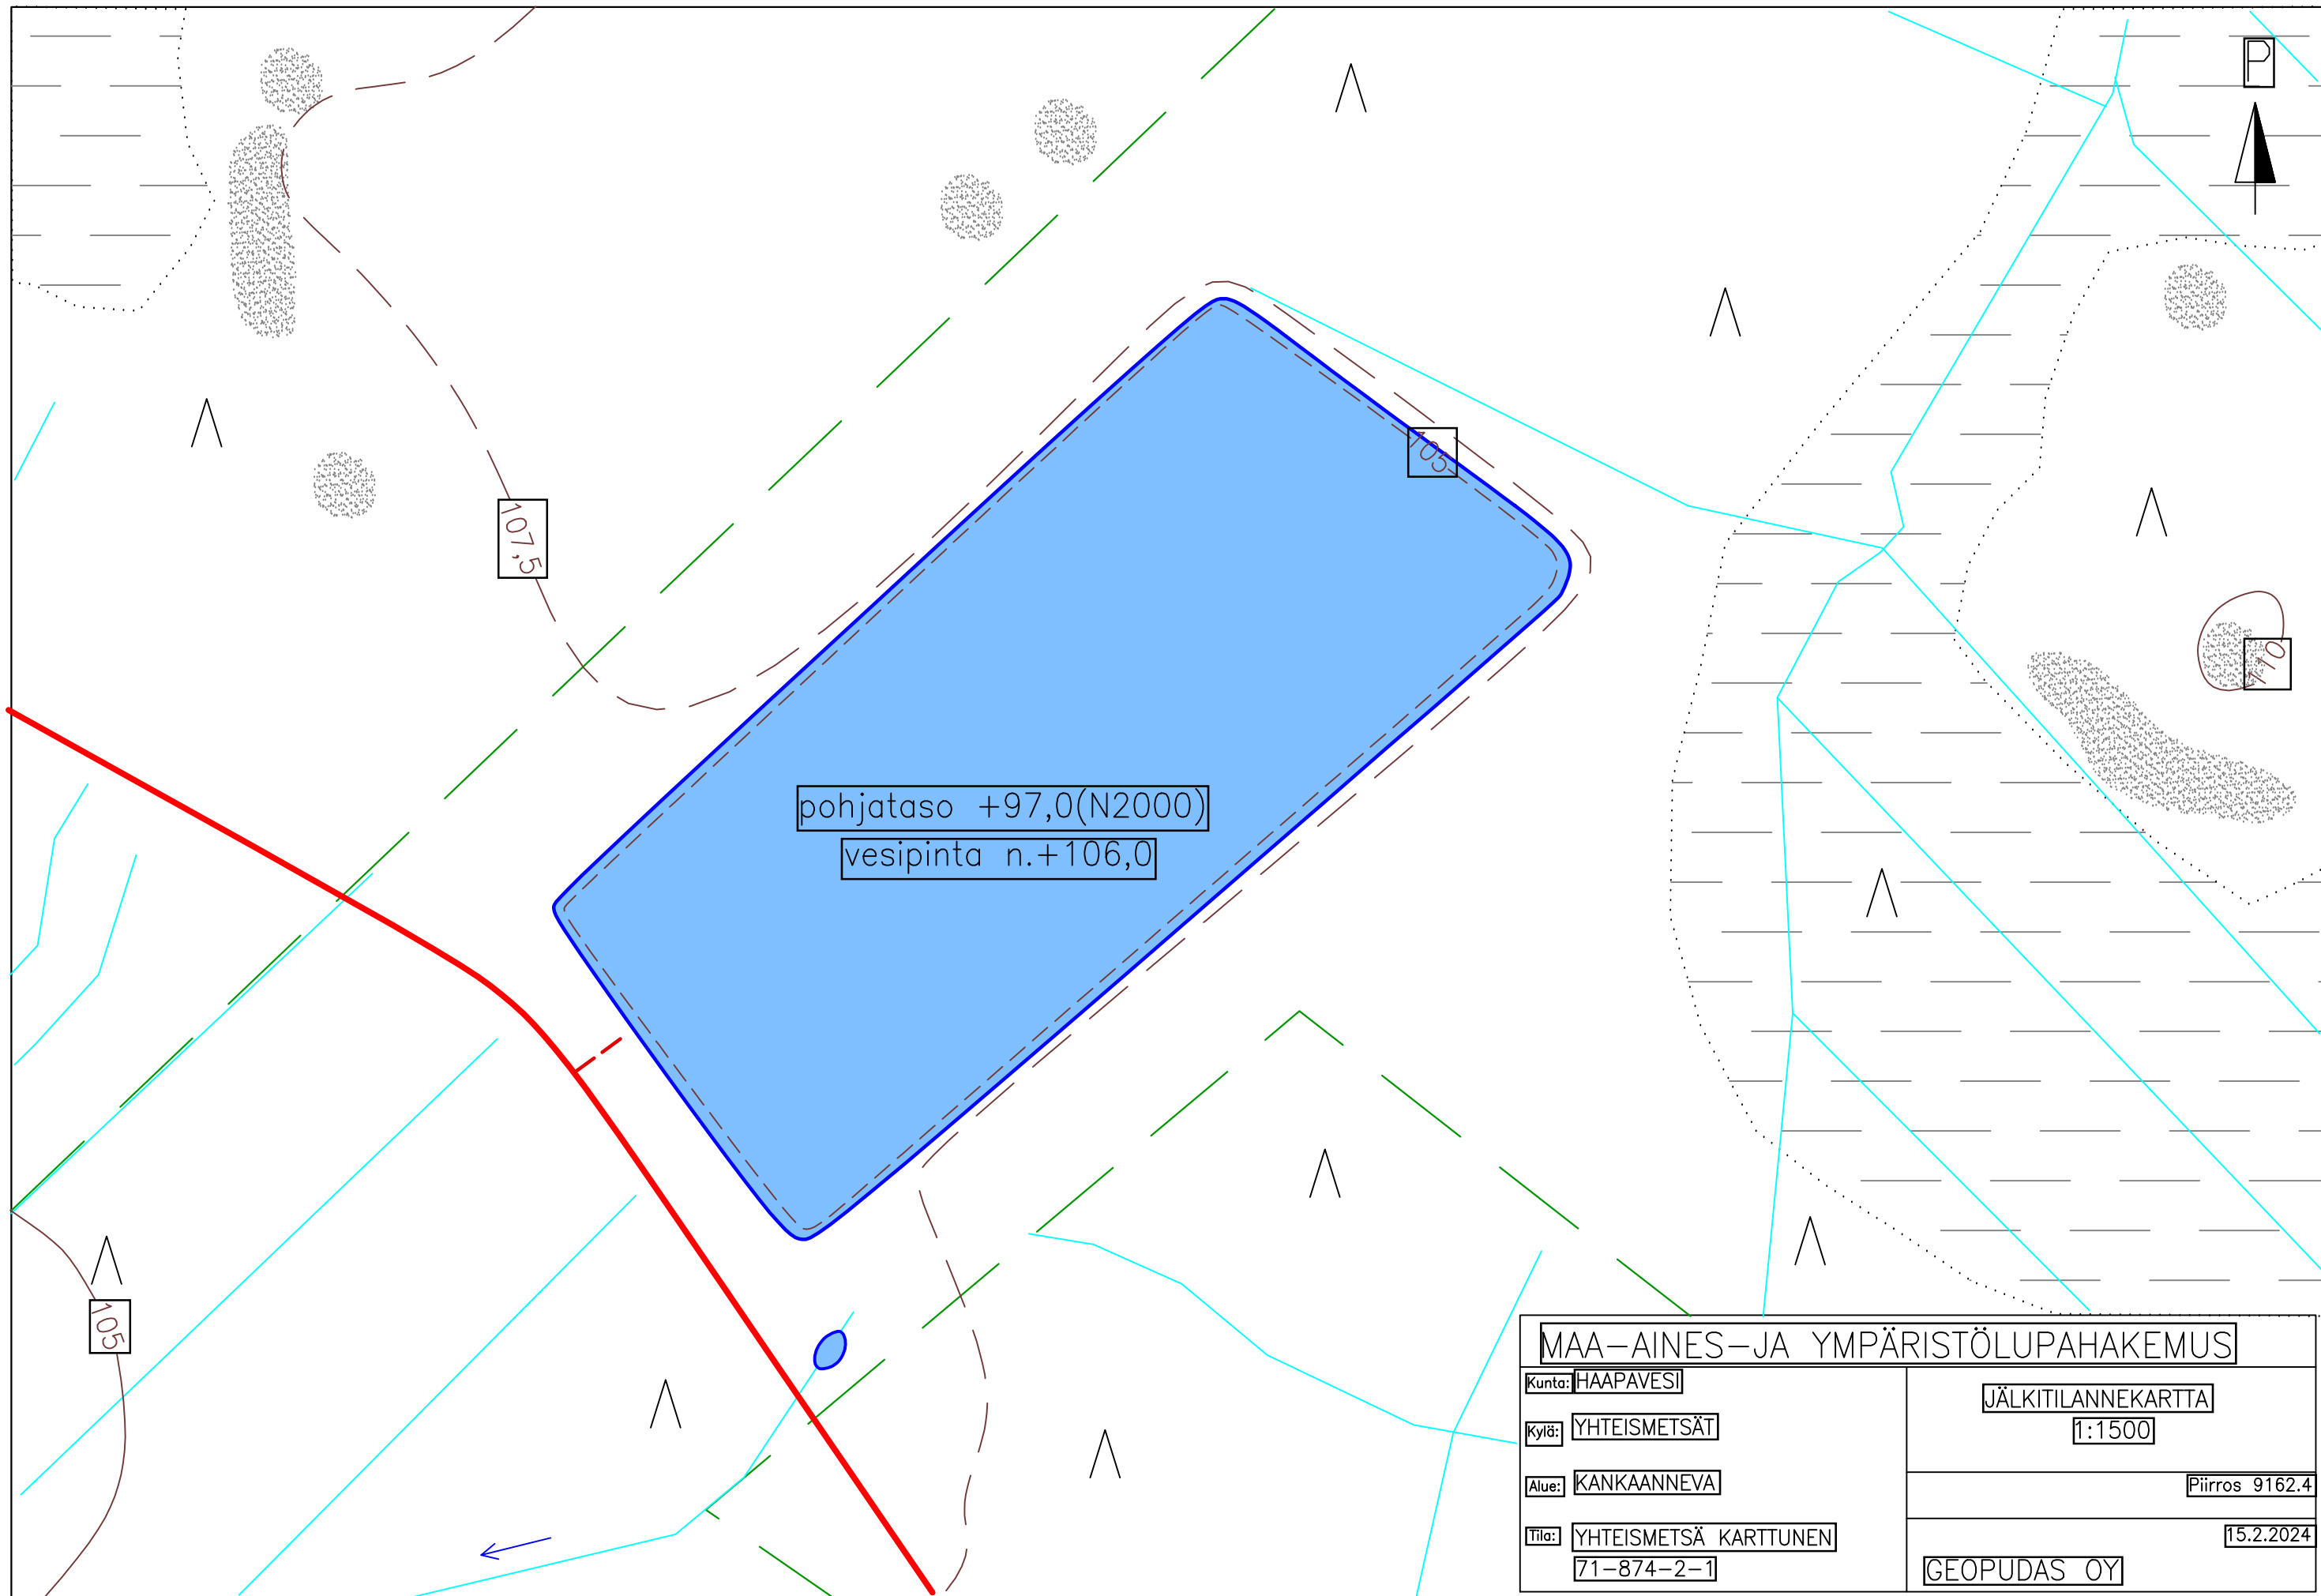 P
105
107,5
110
pohjataso +97,0(N2000)
vesipinta n.+106,0
105
MAA-AINES-JA YMPÄRISTÖLUPAHAKEMUS
Kunta: HAAPAVESI
Kylä: YHTEISMETSÄT
Alue: KANKAANNEVA
Tila: YHTEISMETSÄ KARTTUNEN
71-874-2-1
JÄLKITILANNEKARTTA
1:1500
Piirros 9162.4
15.2.2024
GEOPUDAS OY